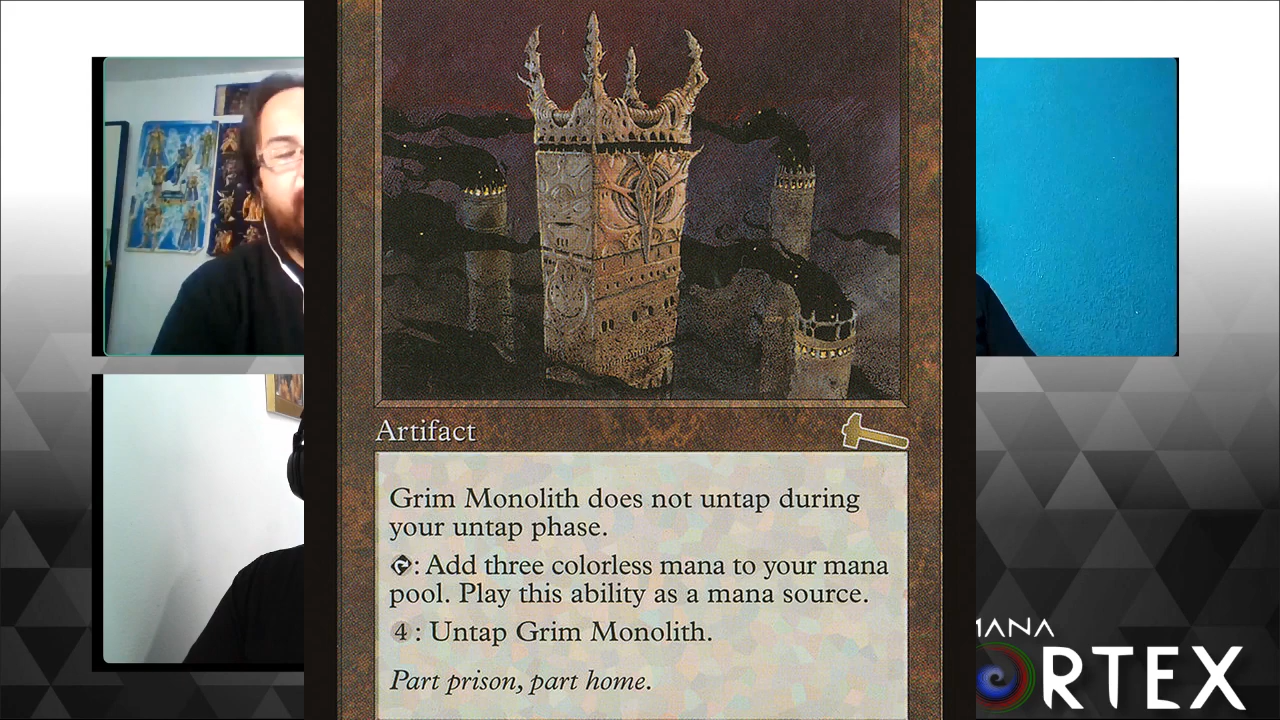 Artifact
Grim Monolith does not untap during
your untap phase.
: Add three colorless mana to your mana
pool. Play this ability as a mana source.
4: Untap Grim Monolith.
Part prison, part home.
MANA
VORTEX